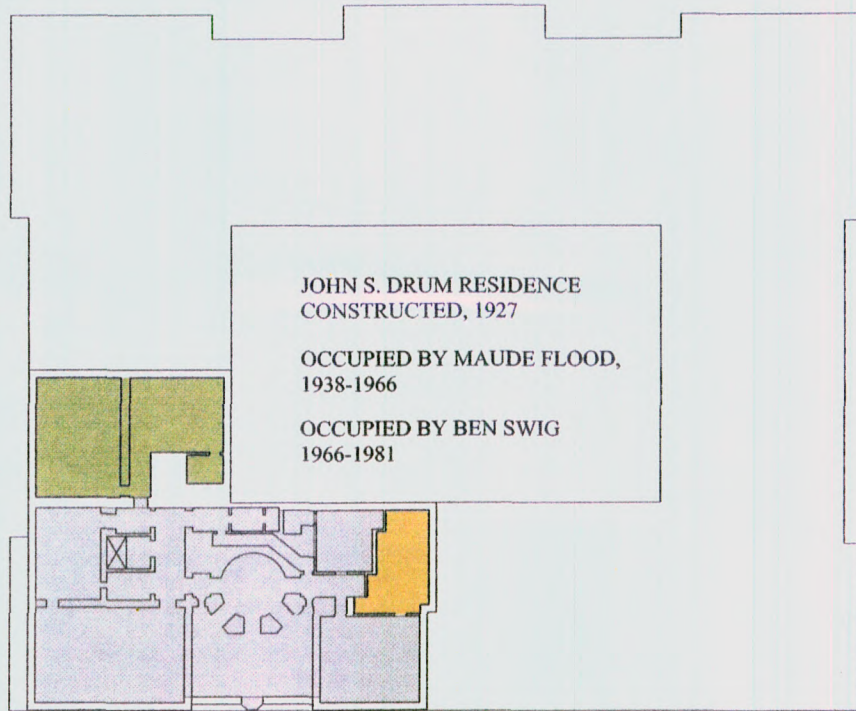 JOHN S. DRUM RESIDENCE
CONSTRUCTED, 1927
OCCUPIED BY MAUDE FLOOD,
1938-1966
OCCUPIED BY BEN SWIG
1966-1981